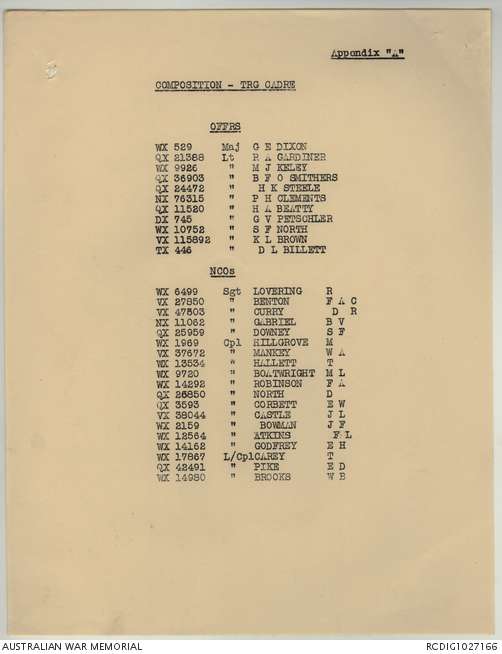 Appendix "A"
COMPOSITION - TRG CADRE
OFFRS
WX 529 Maj G E DIXON
QX 21388 Lt R A GARDINER
WX 9926 " M J KELEY
QX 36903 " B F O SMITHERS
QX 24472 " H K STEELE
NX 76315 " P H CLEMENTS
QX 11520 " H A BEATTY
DX 745 " G V PETSCHLER
WX 10752 " S F NORTH
VX 115892 " K L BROWN
TX 446 " D L BILLETT
NCOs
WX 6499 Sgt LOVERING R
VX 27850 " BENTON F A C
VX 47803 " CURRY D R
NX 11062 " GABRIEL B V
QX 25959 " DOWNEY S F
WX 1969 Cpl HILLGROVE M
VX 37672 " MANKEY W A
WX 13534 " HALLETT T
WX 9720 " BOATWRIGHT M L
WX 14292 " ROBINSON F A
QX 26850 " NORTH D
QX 3593 " CORBETT E W
VX 38044 " CASTLE J L
WX 2159 " BOWMAN J F
WX 12564 " ATKINS F L
WX 14162 " GODFREY E H
WX 17867 L/Cpl CAREY T
QX 42491 " PIKE E D
WX 14980 " BROOKS W B
AUSTRALIAN WAR MEMORIAL
RCDIG1027166